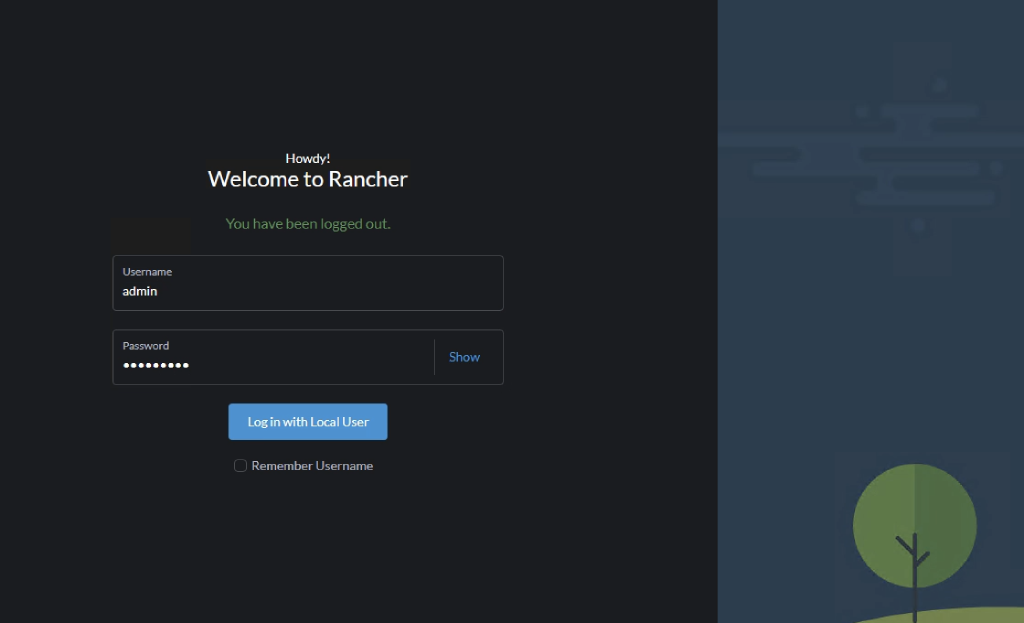 Howdy!
Welcome to Rancher
You have been logged out.
Username
admin
Password
•••••••••
Show
Log in with Local User
Remember Username